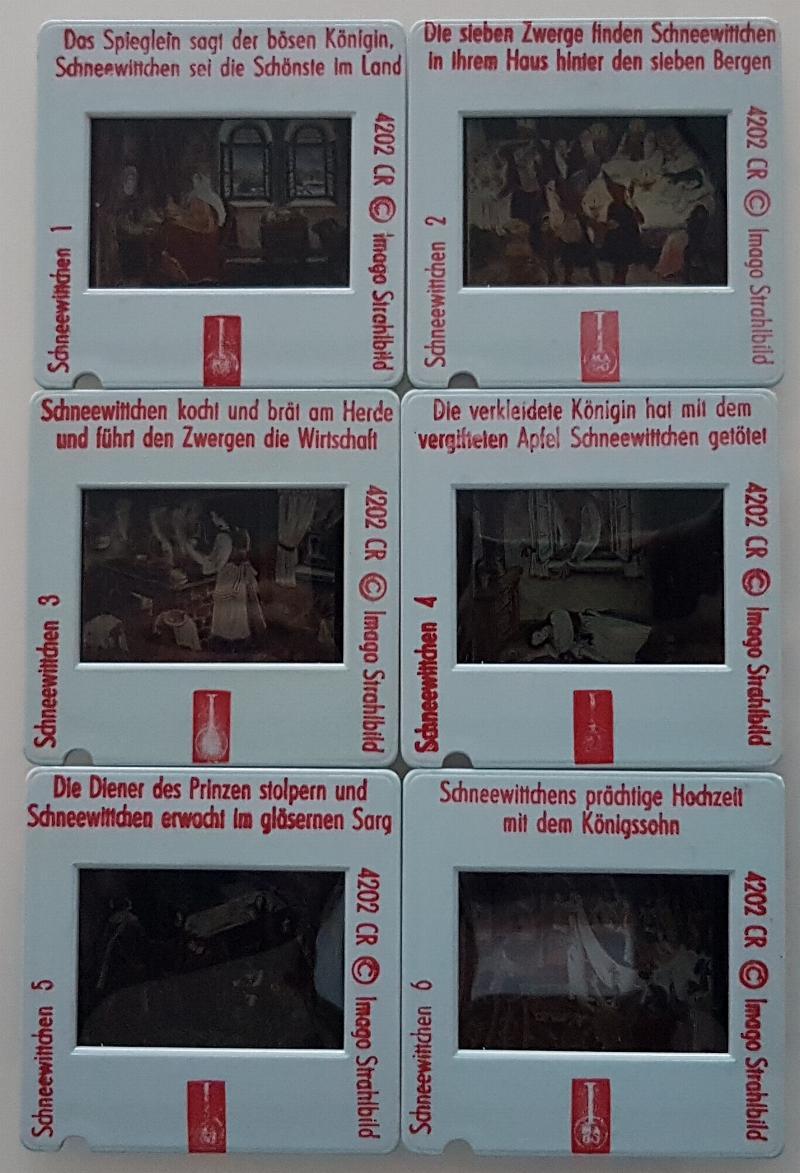 Das Spieglein sagt der bösen Königin,
Schneewittchen sei die Schönste im Land
4202 CR © Imago Strahlbild
Schneewittchen 1
Die sieben Zwerge finden Schneewittchen
in ihrem Haus hinter den sieben Bergen
4202 CR © Imago Strahlbild
Schneewittchen 2
Schneewittchen kocht und brät am Herde
und führt den Zwergen die Wirtschaft
4202 CR © Imago Strahlbild
Schneewittchen 3
Die verkleidete Königin hat mit dem
vergifteten Apfel Schneewittchen getötet
4202 CR © Imago Strahlbild
Schneewittchen 4
Die Diener des Prinzen stolpern und
Schneewittchen erwacht im gläsernen Sarg
4202 CR © Imago Strahlbild
Schneewittchen 5
Schneewittchens prächtige Hochzeit
mit dem Königssohn
4202 CR © Imago Strahlbild
Schneewittchen 6